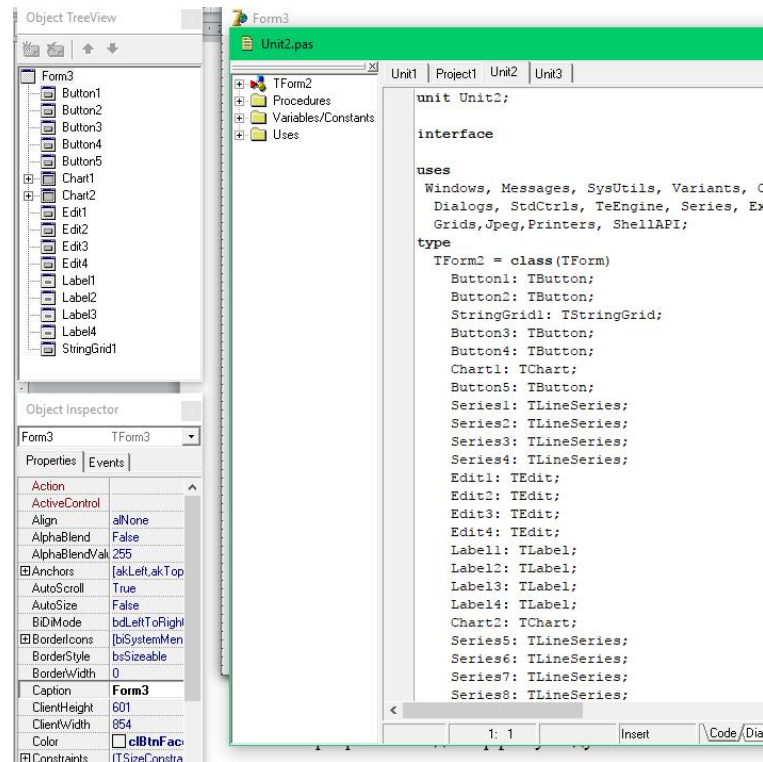 Object TreeView
Form3
Button1
Button2
Button3
Button4
Button5
Chart1
Chart2
Edit1
Edit2
Edit3
Edit4
Label1
Label2
Label3
Label4
StringGrid1
Object Inspector
Form3 TForm3
Properties Events
Action
ActiveControl
Align alNone
AlphaBlend False
AlphaBlendValu 255
Anchors [akLeft,akTop
AutoScroll True
AutoSize False
BiDiMode bdLeftToRight
BorderIcons [biSystemMen
BorderStyle bsSizeable
BorderWidth 0
Caption Form3
ClientHeight 601
ClientWidth 854
Color clBtnFace
Constraints (TSizeConstra
Form3
Unit2.pas
TForm2
Procedures
Variables/Constants
Uses
Unit1 Project1 Unit2 Unit3
unit Unit2;
interface
uses
Windows, Messages, SysUtils, Variants, C
Dialogs, StdCtrls, TeEngine, Series, Ex
Grids,Jpeg,Printers, ShellAPI;
type
TForm2 = class(TForm)
Button1: TButton;
Button2: TButton;
StringGrid1: TStringGrid;
Button3: TButton;
Button4: TButton;
Chart1: TChart;
Button5: TButton;
Series1: TLineSeries;
Series2: TLineSeries;
Series3: TLineSeries;
Series4: TLineSeries;
Edit1: TEdit;
Edit2: TEdit;
Edit3: TEdit;
Edit4: TEdit;
Label1: TLabel;
Label2: TLabel;
Label3: TLabel;
Label4: TLabel;
Chart2: TChart;
Series5: TLineSeries;
Series6: TLineSeries;
Series7: TLineSeries;
Series8: TLineSeries;
1: 1 Insert Code Dia